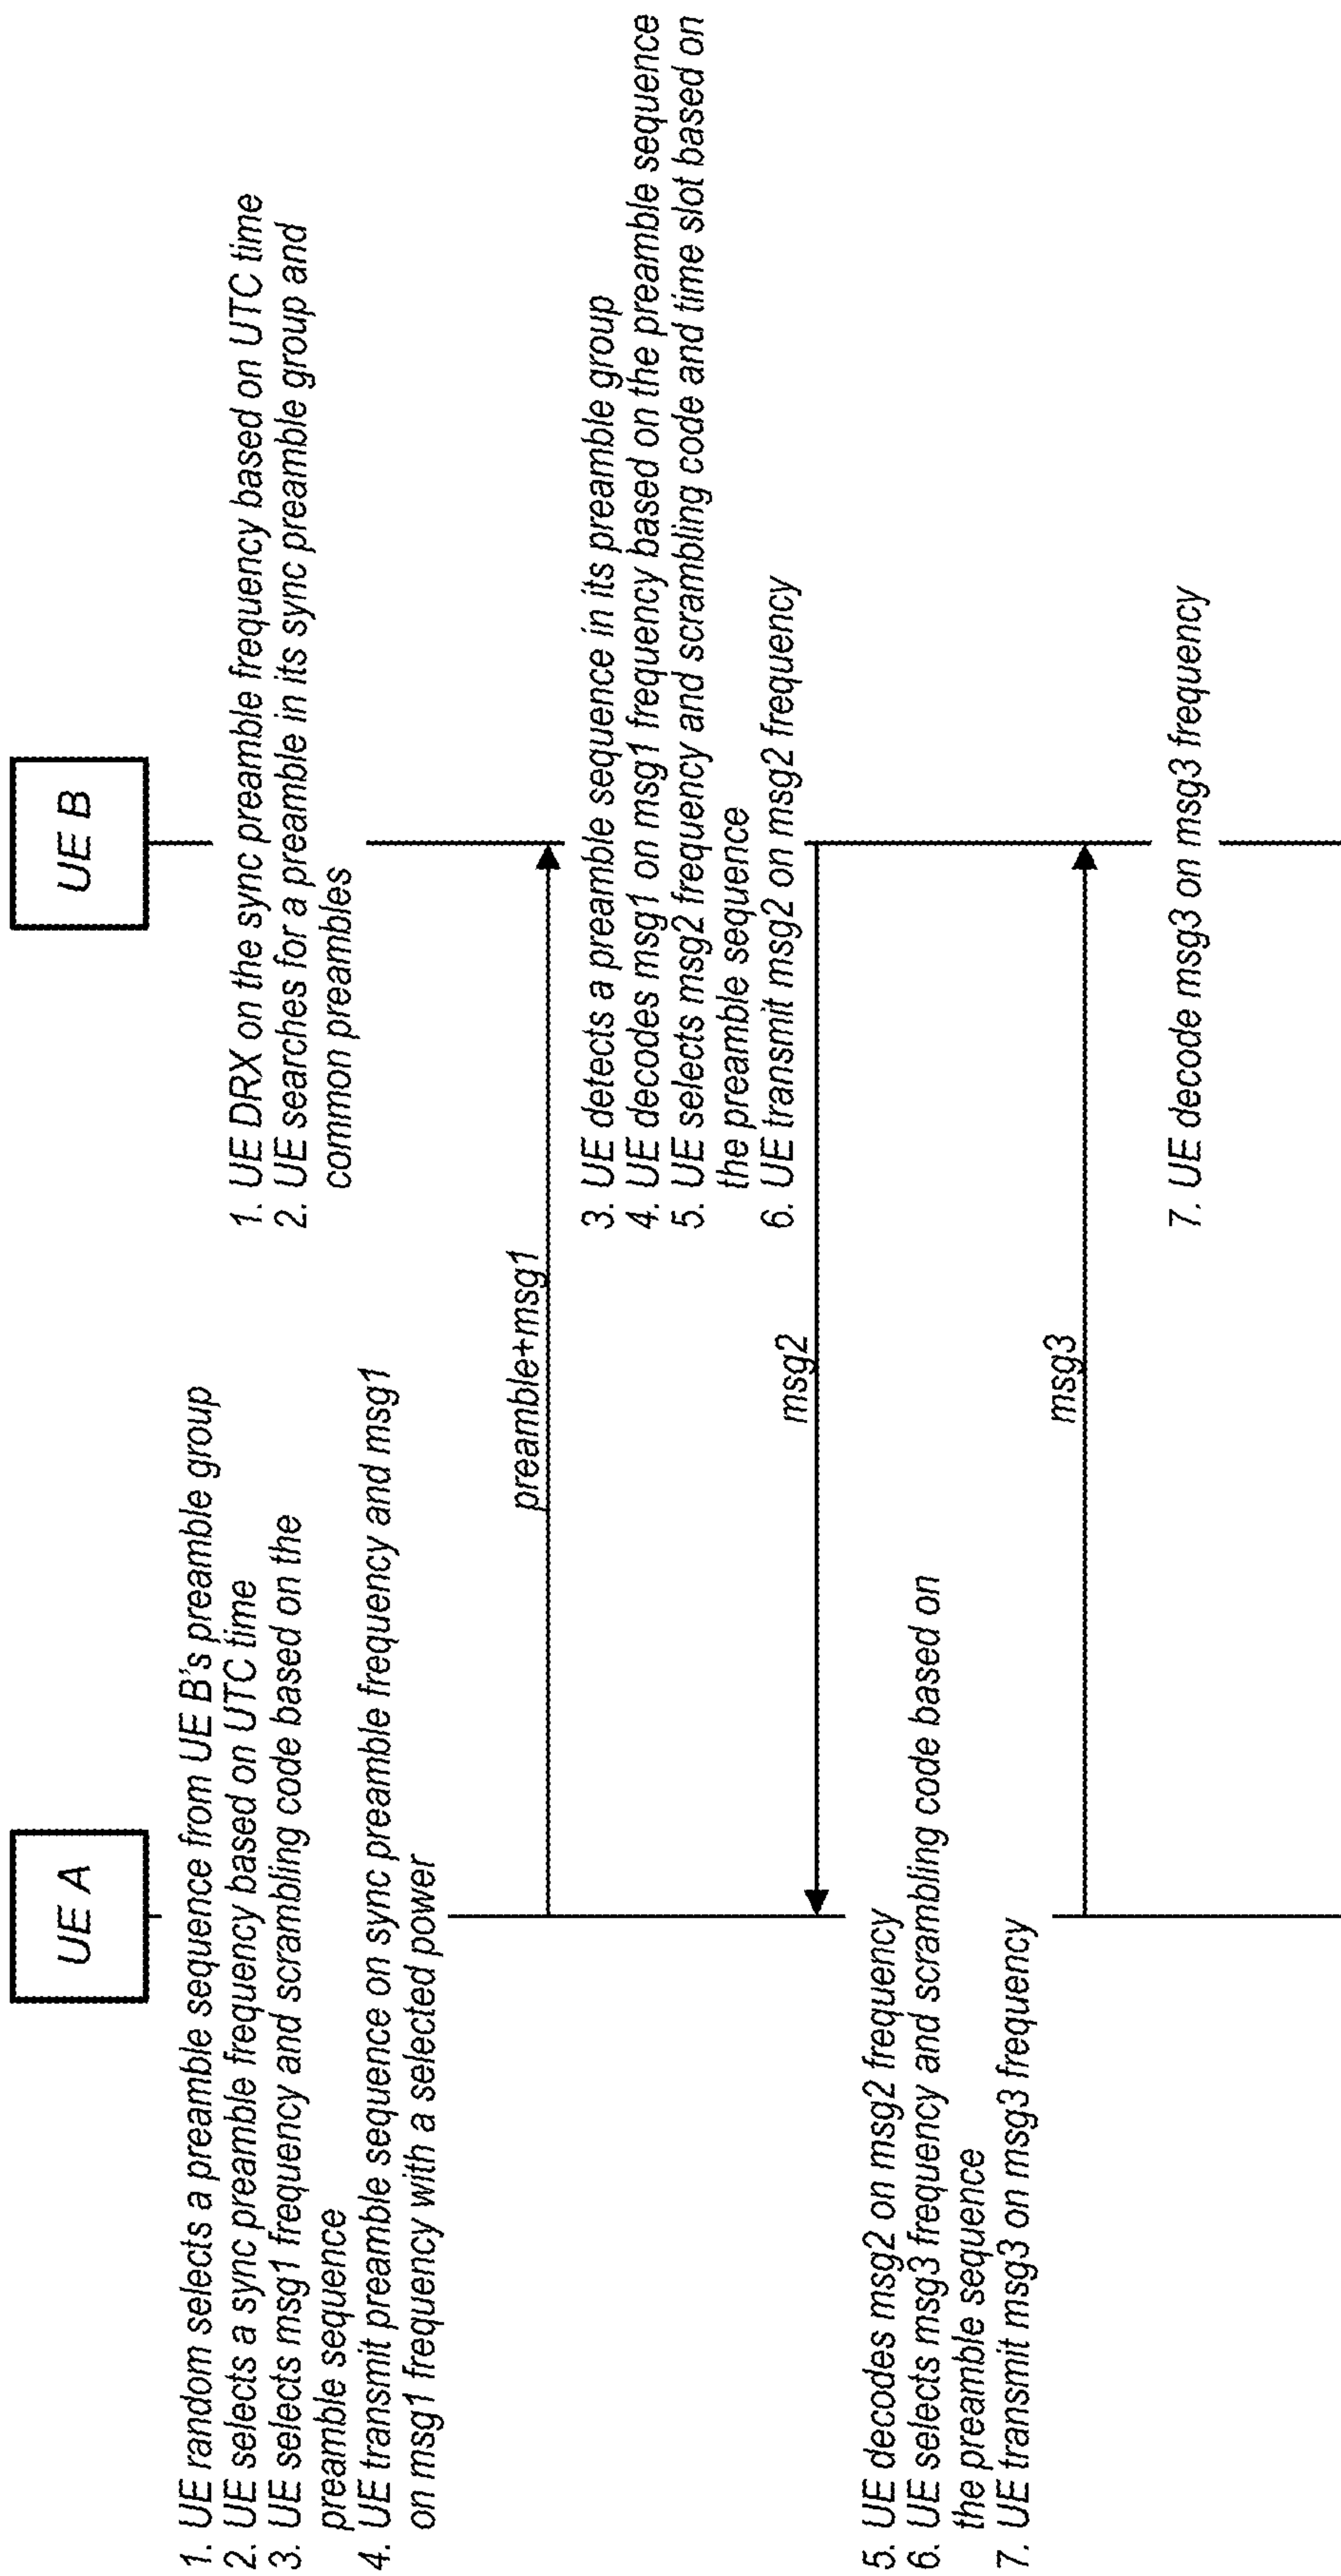 UE A
UE B
1. UE random selects a preamble sequence from UE B's preamble group
2. UE selects a sync preamble frequency based on UTC time
3. UE selects msg1 frequency and scrambling code based on the
preamble sequence
4. UE transmit preamble sequence on sync preamble frequency and msg1
on msg1 frequency with a selected power
1. UE DRX on the sync preamble frequency based on UTC time
2. UE searches for a preamble in its sync preamble group and
common preambles
preamble+msg1
3. UE detects a preamble sequence in its preamble group
4. UE decodes msg1 on msg1 frequency based on the preamble sequence
5. UE selects msg2 frequency and scrambling code and time slot based on
the preamble sequence
6. UE transmit msg2 on msg2 frequency
msg2
5. UE decodes msg2 on msg2 frequency
6. UE selects msg3 frequency and scrambling code based on
the preamble sequence
7. UE transmit msg3 on msg3 frequency
msg3
7. UE decode msg3 on msg3 frequency